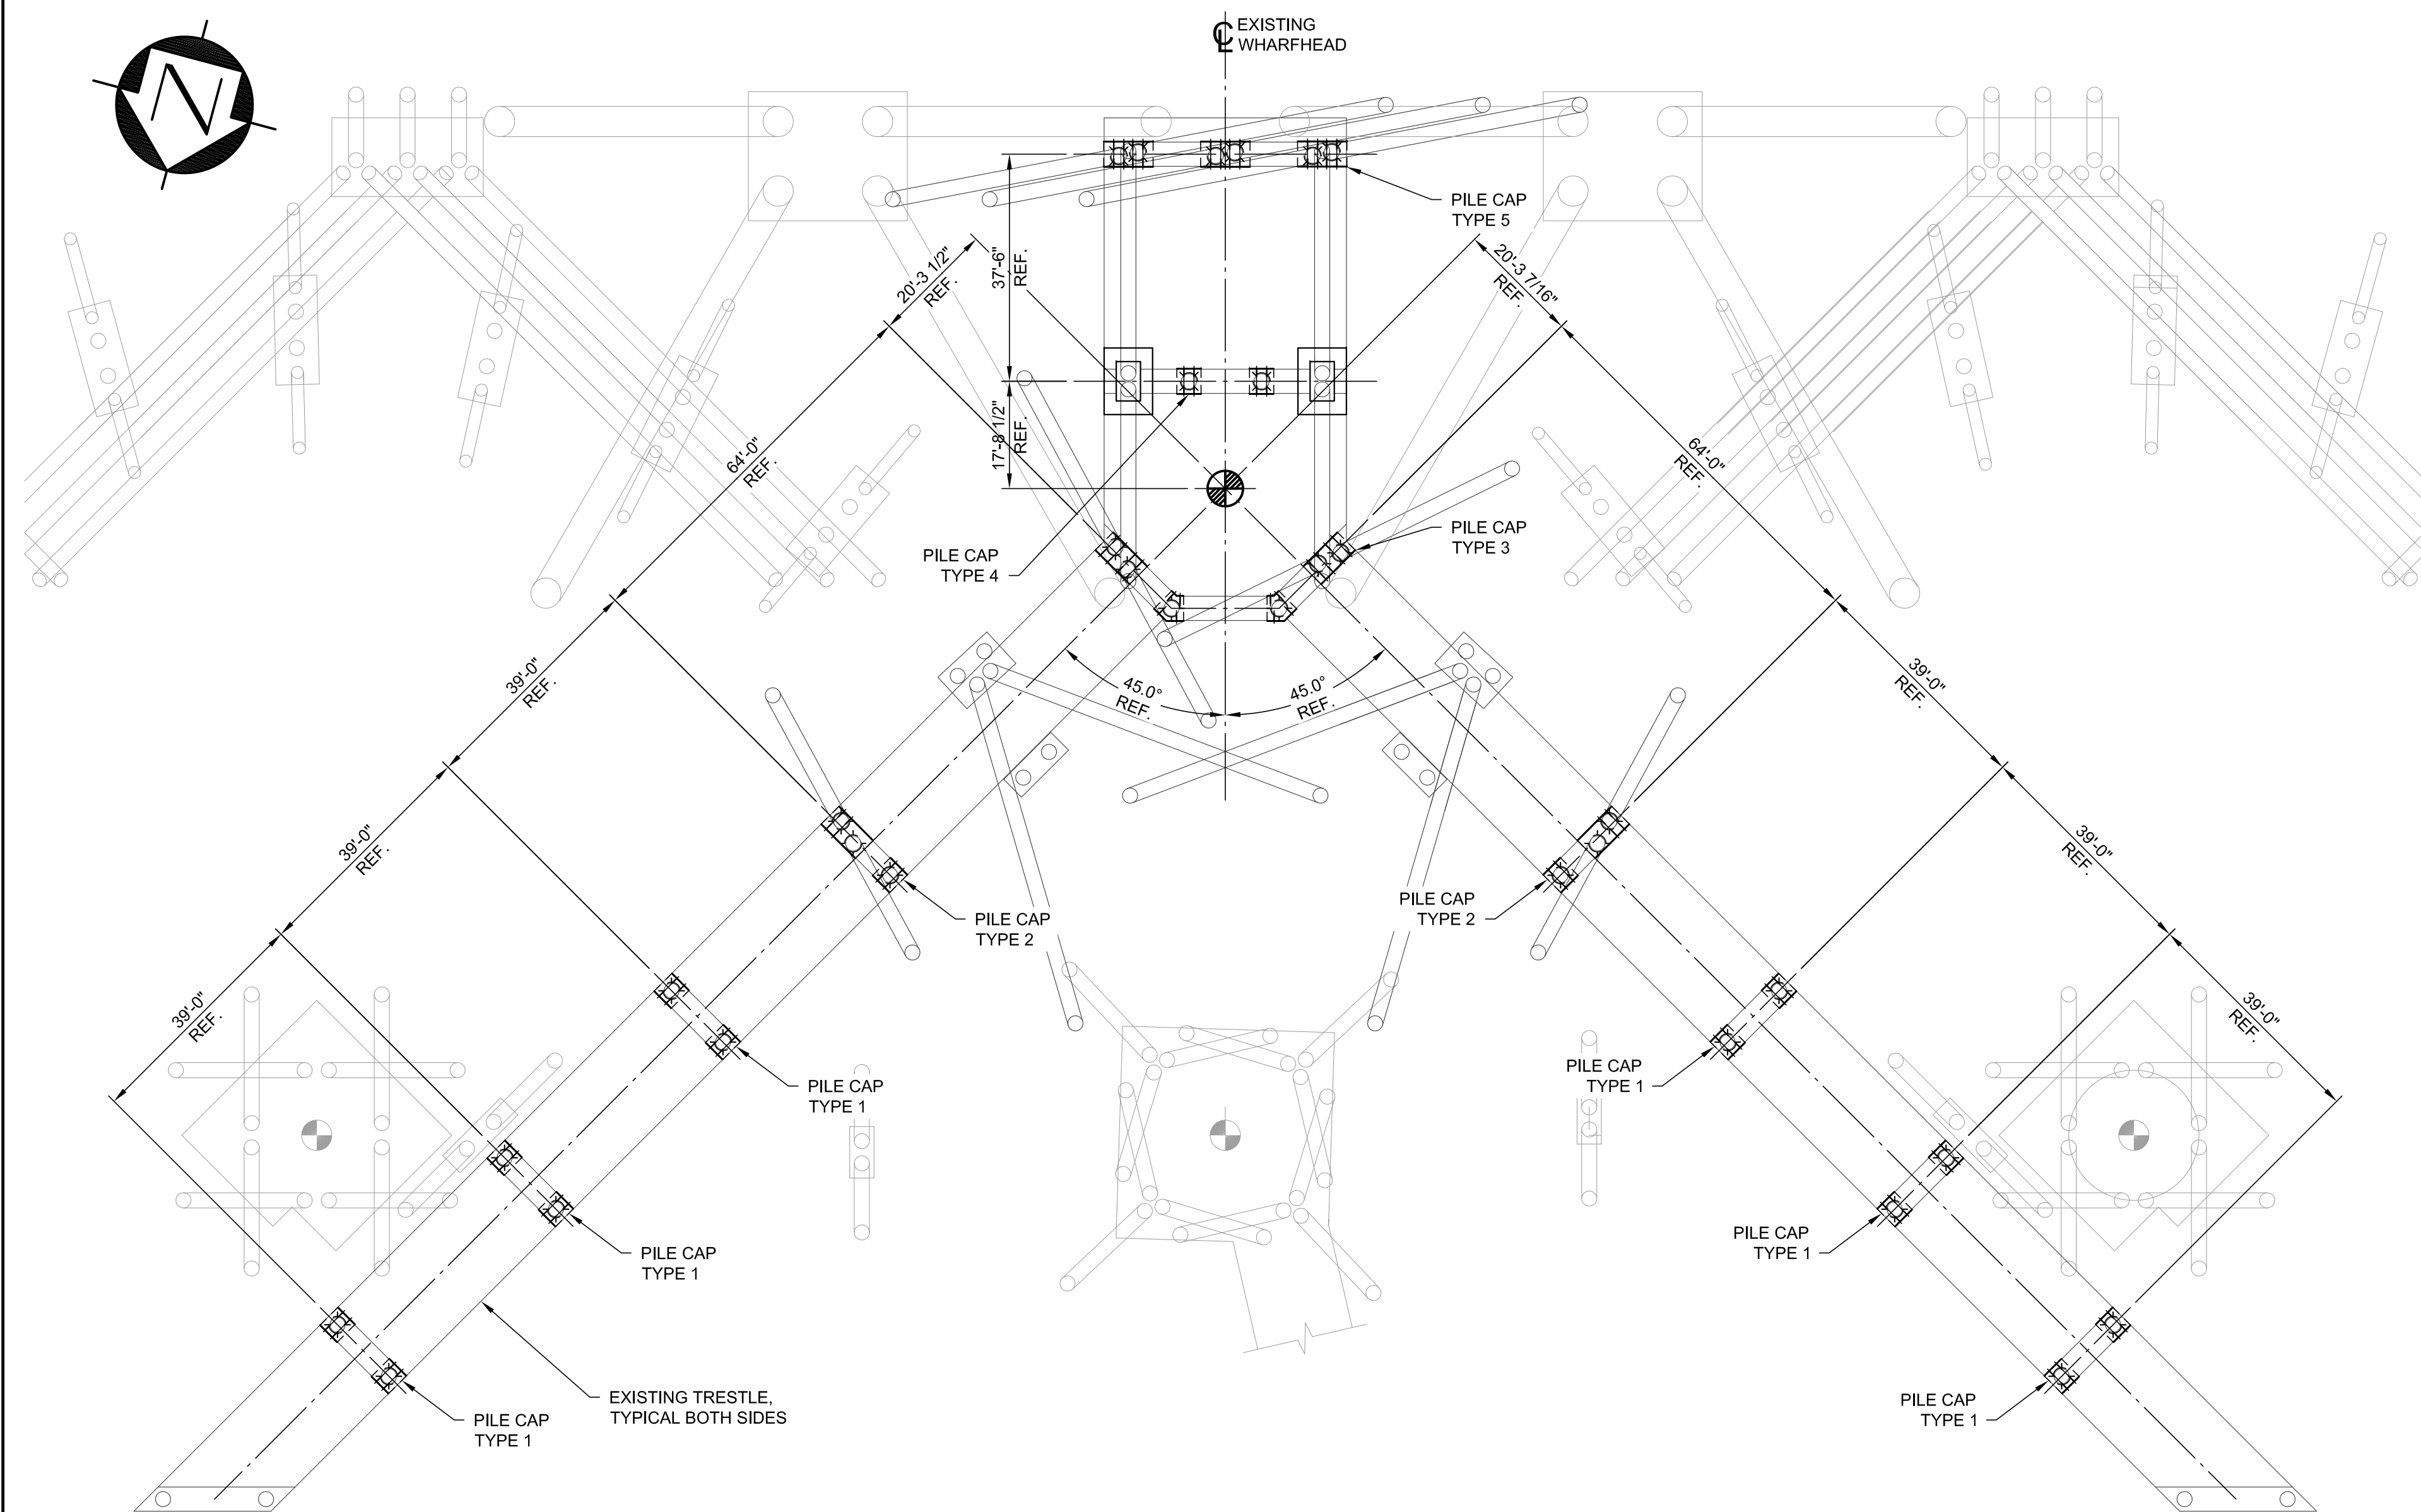 N
CL EXISTING
WHARFHEAD
PILE CAP
TYPE 5
20'-3 1/2"
REF.
37'-6"
REF.
20'-3 7/16"
REF.
17'-8 1/2"
REF.
64'-0"
REF.
64'-0"
REF.
PILE CAP
TYPE 4
PILE CAP
TYPE 3
39'-0"
REF.
45.0°
REF.
45.0°
REF.
39'-0"
REF.
39'-0"
REF.
39'-0"
REF.
PILE CAP
TYPE 2
PILE CAP
TYPE 2
39'-0"
REF.
39'-0"
REF.
PILE CAP
TYPE 1
PILE CAP
TYPE 1
PILE CAP
TYPE 1
PILE CAP
TYPE 1
EXISTING TRESTLE,
TYPICAL BOTH SIDES
PILE CAP
TYPE 1
PILE CAP
TYPE 1